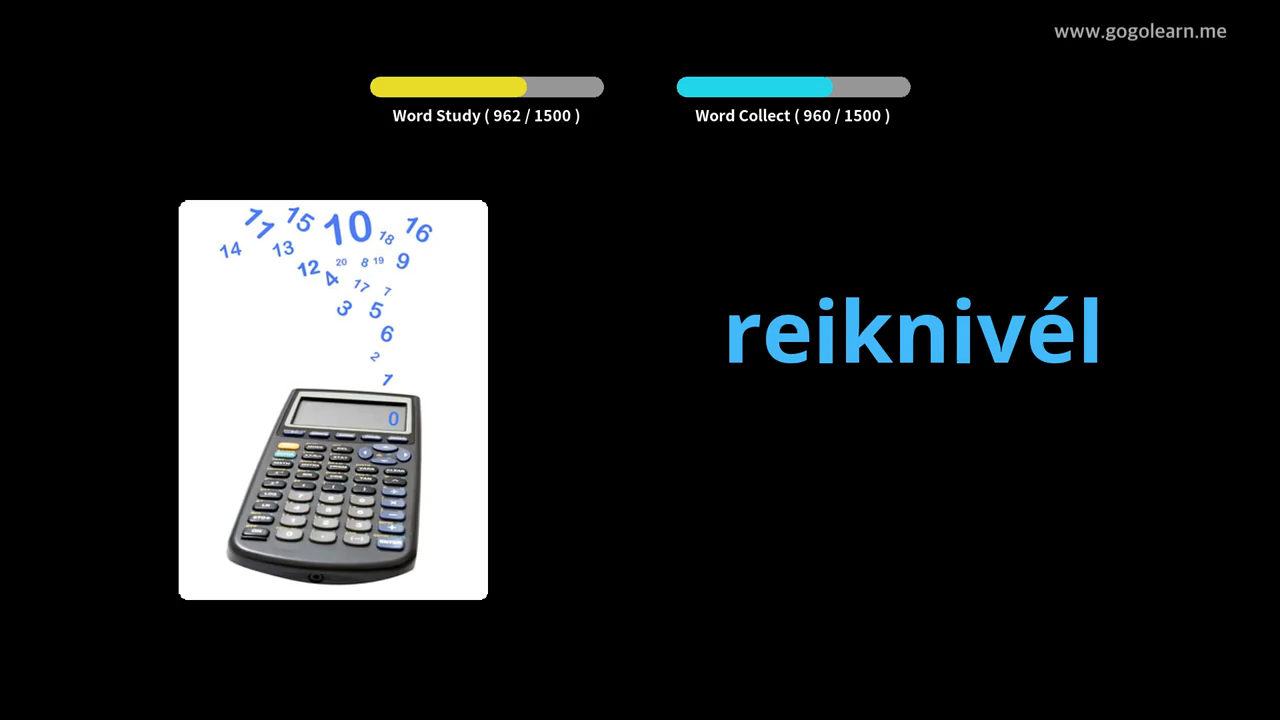 www.gogolearn.me
Word Study ( 962 / 1500 )
Word Collect ( 960 / 1500 )
11 15 10 18 16
14 13 12 20 8 19 9
4 17 7
3 5
6
2
1
0
reiknivél